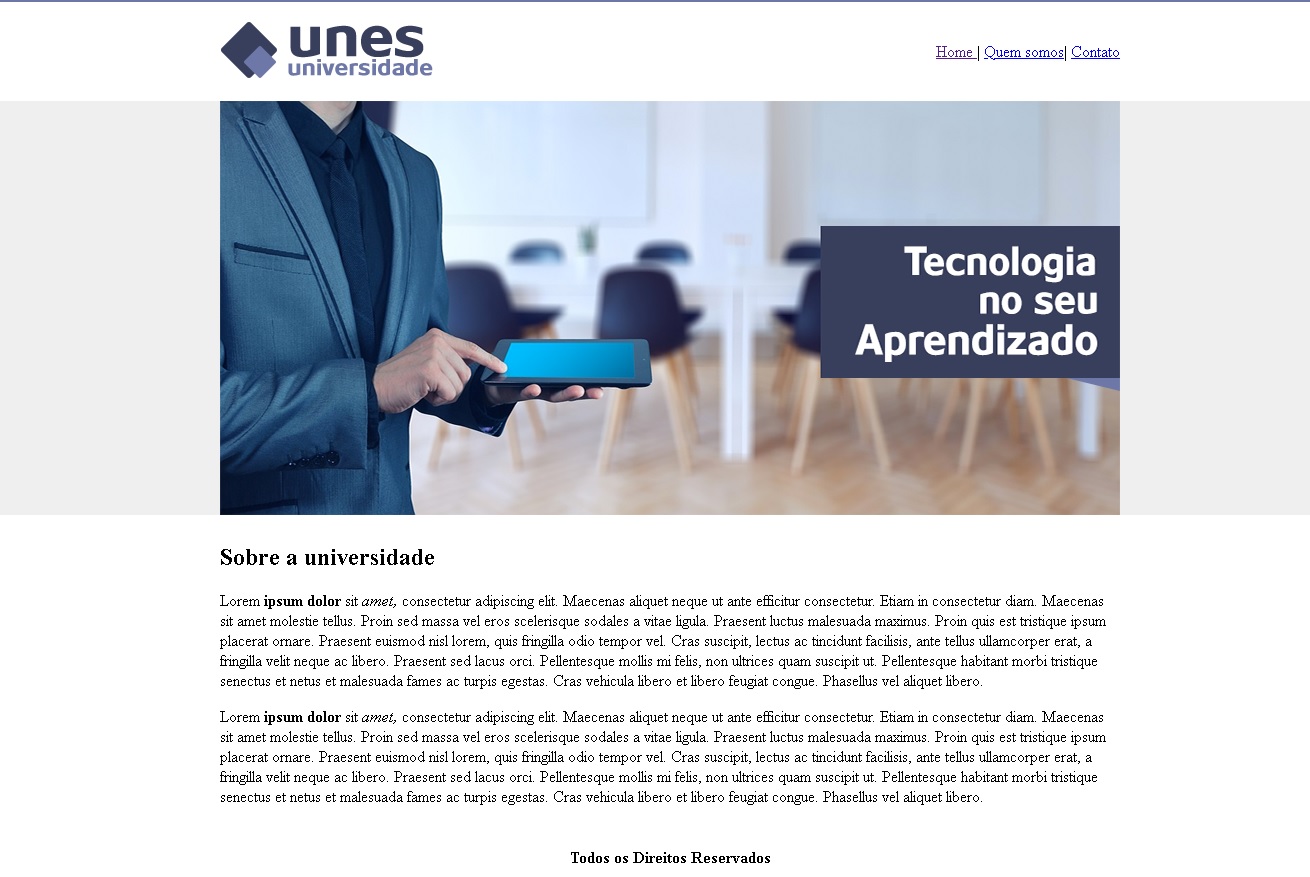 unes
universidade
Home | Quem somos| Contato
Tecnologia
no seu
Aprendizado
Sobre a universidade
Lorem ipsum dolor sit amet, consectetur adipiscing elit. Maecenas aliquet neque ut ante efficitur consectetur. Etiam in consectetur diam. Maecenas
sit amet molestie tellus. Proin sed massa vel eros scelerisque sodales a vitae ligula. Praesent luctus malesuada maximus. Proin quis est tristique ipsum
placerat ornare. Praesent euismod nisl lorem, quis fringilla odio tempor vel. Cras suscipit, lectus ac tincidunt facilisis, ante tellus ullamcorper erat, a
fringilla velit neque ac libero. Praesent sed lacus orci. Pellentesque mollis mi felis, non ultrices quam suscipit ut. Pellentesque habitant morbi tristique
senectus et netus et malesuada fames ac turpis egestas. Cras vehicula libero et libero feugiat congue. Phasellus vel aliquet libero.
Lorem ipsum dolor sit amet, consectetur adipiscing elit. Maecenas aliquet neque ut ante efficitur consectetur. Etiam in consectetur diam. Maecenas
sit amet molestie tellus. Proin sed massa vel eros scelerisque sodales a vitae ligula. Praesent luctus malesuada maximus. Proin quis est tristique ipsum
placerat ornare. Praesent euismod nisl lorem, quis fringilla odio tempor vel. Cras suscipit, lectus ac tincidunt facilisis, ante tellus ullamcorper erat, a
fringilla velit neque ac libero. Praesent sed lacus orci. Pellentesque mollis mi felis, non ultrices quam suscipit ut. Pellentesque habitant morbi tristique
senectus et netus et malesuada fames ac turpis egestas. Cras vehicula libero et libero feugiat congue. Phasellus vel aliquet libero.
Todos os Direitos Reservados